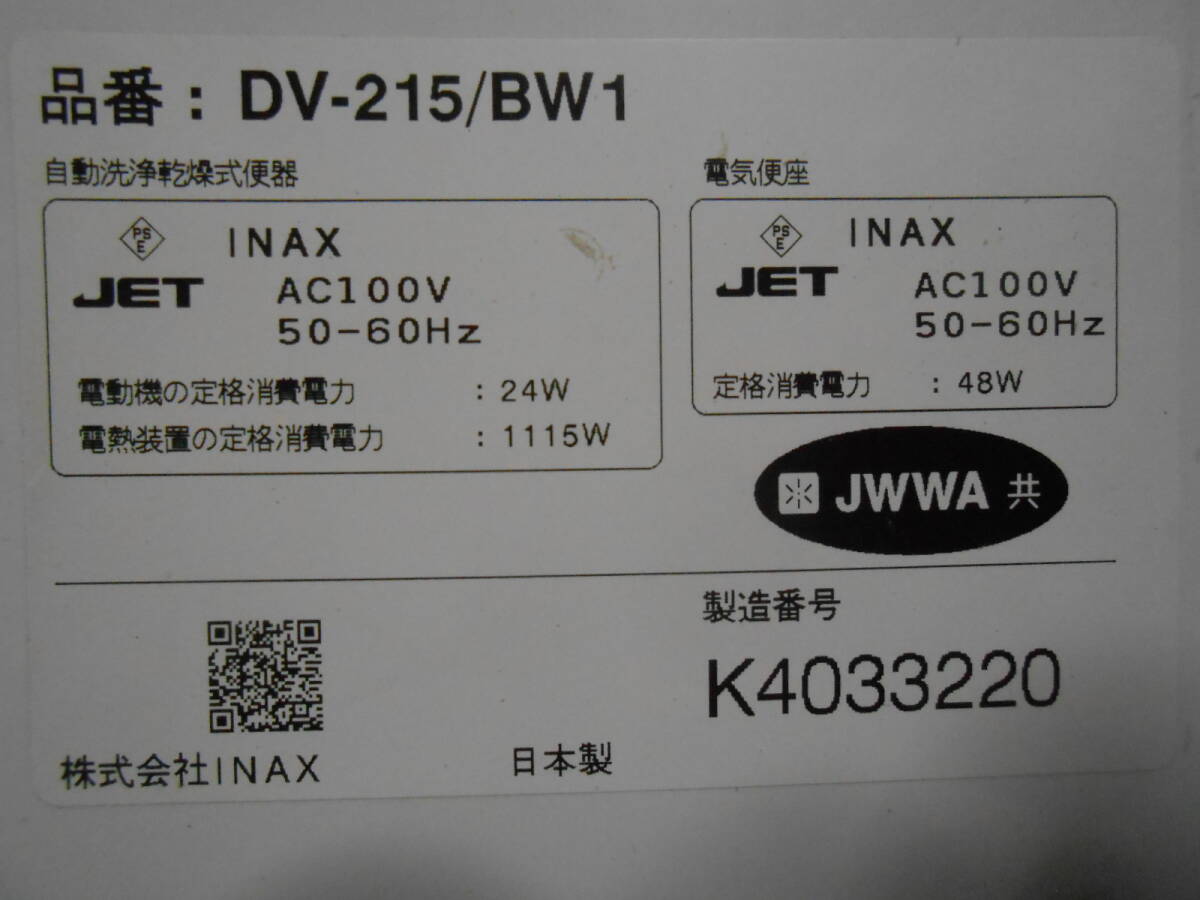 品番 : DV-215/BW1
自動洗浄乾燥式便器
PS
E
INAX
JET
AC100V
50-60Hz
電動機の定格消費電力 : 24W
電熱装置の定格消費電力 : 1115W
電気便座
PS
E
INAX
JET
AC100V
50-60Hz
定格消費電力 : 48W
JWWA 共
製造番号
K4033220
株式会社INAX
日本製